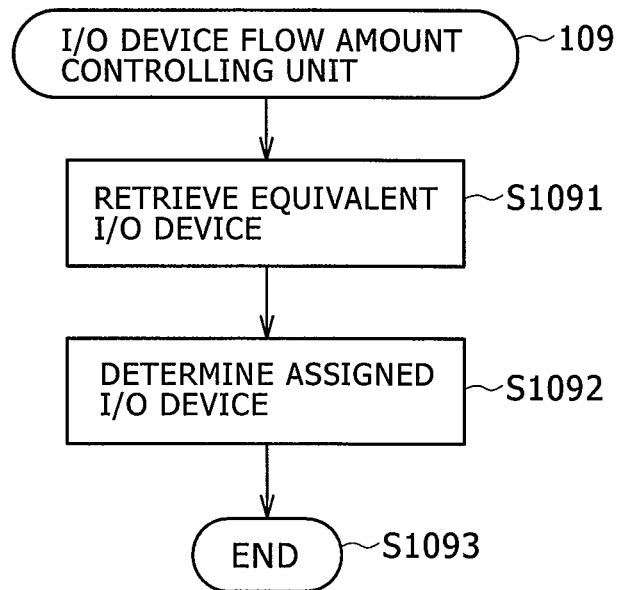 I/O DEVICE FLOW AMOUNT
CONTROLLING UNIT
109
RETRIEVE EQUIVALENT
I/O DEVICE
S1091
DETERMINE ASSIGNED
I/O DEVICE
S1092
END
S1093